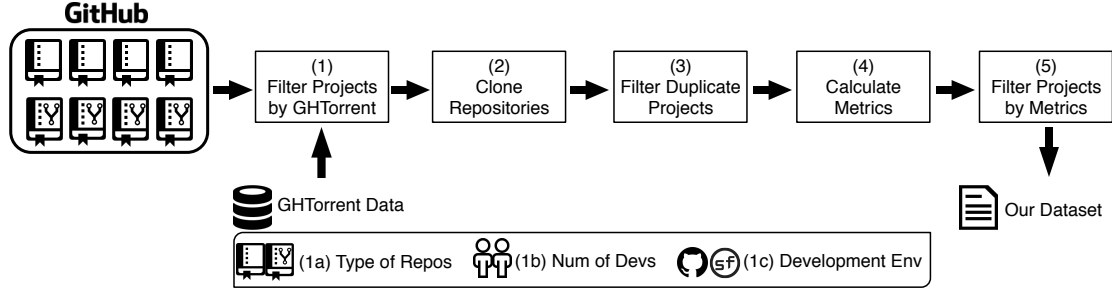 GitHub
(1)
Filter Projects
by GHTorrent
(2)
Clone
Repositories
(3)
Filter Duplicate
Projects
(4)
Calculate
Metrics
(5)
Filter Projects
by Metrics
GHTorrent Data
Our Dataset
(1a) Type of Repos
(1b) Num of Devs
sf
(1c) Development Env